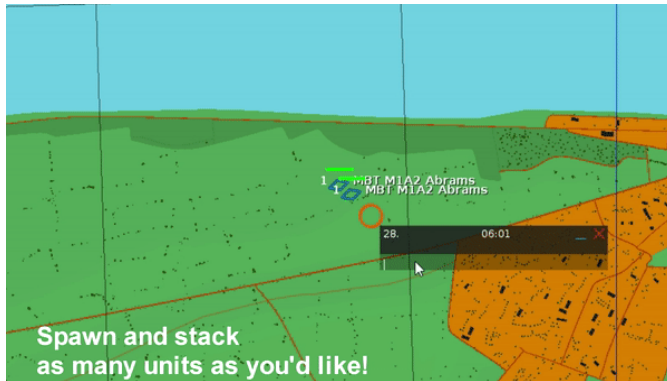 1 MBT M1A2 Abrams
1 MBT M1A2 Abrams
28. 06:01
Spawn and stack
as many units as you'd like!